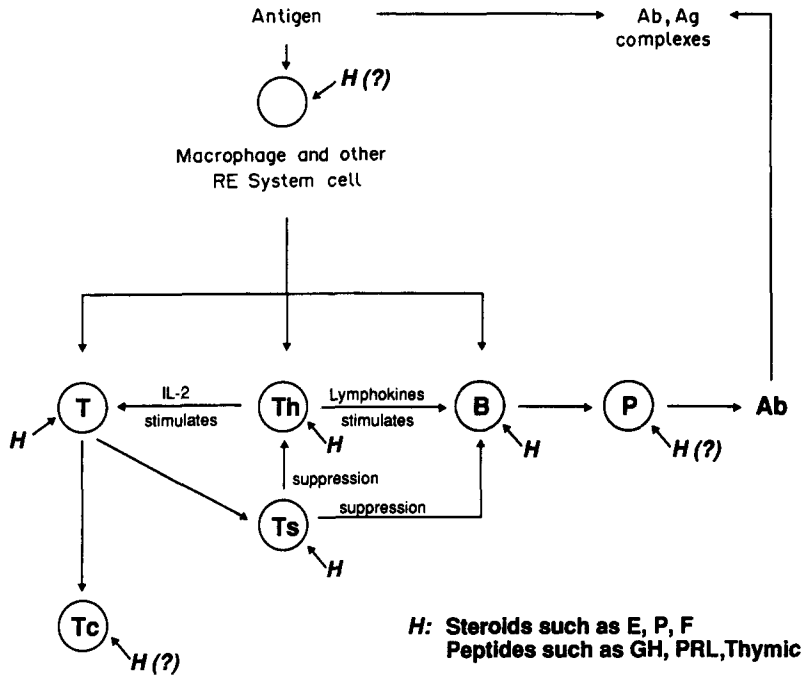 Antigen
Ab, Ag
complexes
H (?)
Macrophage and other
RE System cell
T
IL-2
stimulates
Th
Lymphokines
stimulates
B
P
Ab
H
H
H
H (?)
suppression
Ts
suppression
H
Tc
H (?)
H: Steroids such as E, P, F
Peptides such as GH, PRL,Thymic